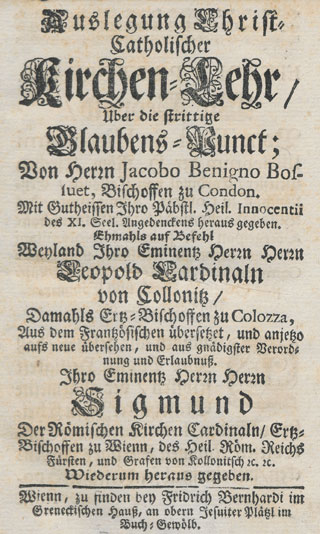 Auslegung Christ-
Catholischer
Kirchen-Lehr/
Uber die strittige
Glaubens-Punct;
Von Herrn Jacobo Benigno Bos-
suet, Bischoffen zu Condon.
Mit Gutheissen Ihro Päbstl. Heil. Innocentii
des XI. Seel. Angedenckens heraus gegeben.
Ehmahls auf Befehl
Weyland Ihro Eminentz Herrn Herrn
Leopold Cardinaln
von Collonitz/
Damahls Ertz-Bischoffen zu Colozza,
Aus dem Frantzösischen übersetzet, und anjetzo
aufs neue übersehen, und aus gnädigster Verord-
nung und Erlaubnuß.
Ihro Eminentz Herrn Herrn
Sigmund
Der Römischen Kirchen Cardinaln/ Ertz-
Bischoffen zu Wienn, des Heil. Röm. Reichs
Fürsten, und Grafen von Kollonitsch ꝛc. ꝛc.
Wiederum heraus gegeben.
Wienn, zu finden bey Fridrich Bernhardi im
Greneckischen Hauß, an obern Jesuiter Plätzl im
Buch-Gewölb.